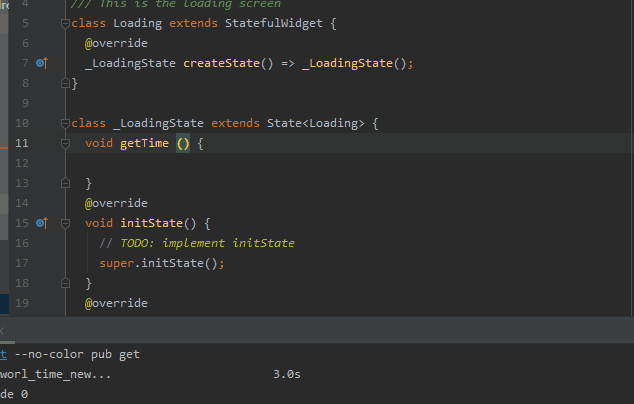 4 /// This is the loading screen
5 class Loading extends StatefulWidget {
6 @override
7 _LoadingState createState() => _LoadingState();
8 }
9
10 class _LoadingState extends State<Loading> {
11 void getTime () {
12
13 }
14 @override
15 void initState() {
16 // TODO: implement initState
17 super.initState();
18 }
19 @override
t --no-color pub get
worl_time_new... 3.0s
de 0